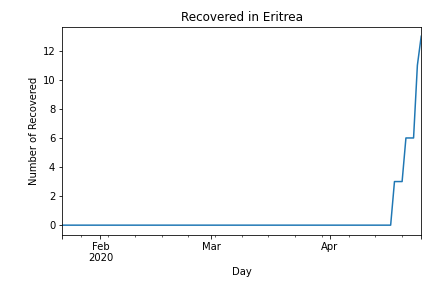 Recovered in Eritrea
Number of Recovered
12
10
8
6
4
2
0
Feb
2020
Mar
Apr
Day